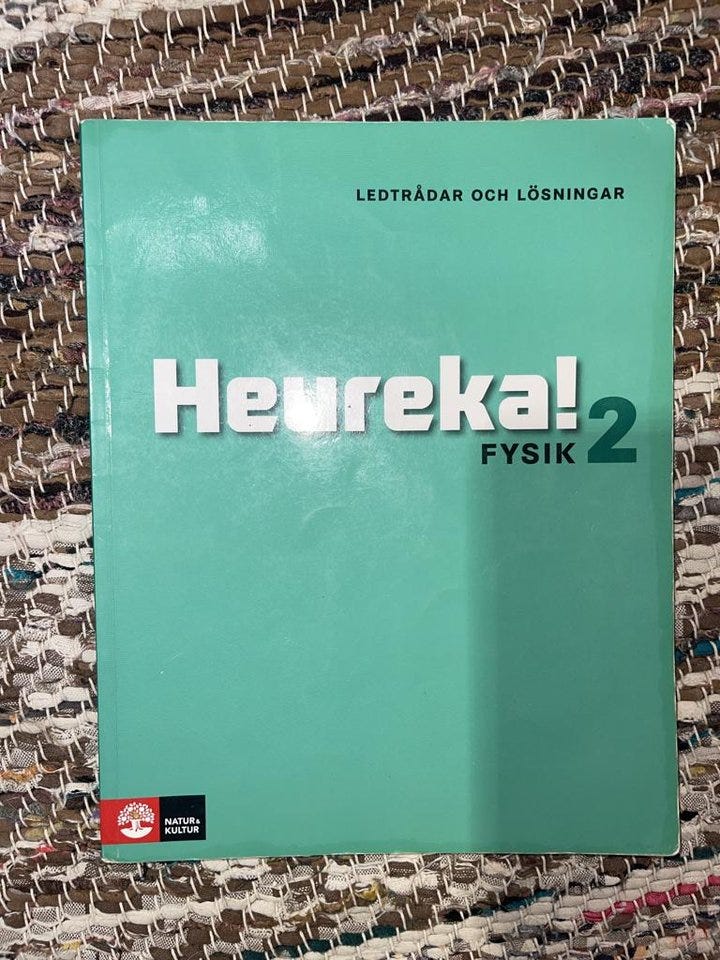 LEDTRÅDAR OCH LÖSNINGAR
Heureka!
FYSIK 2
NATUR &
KULTUR